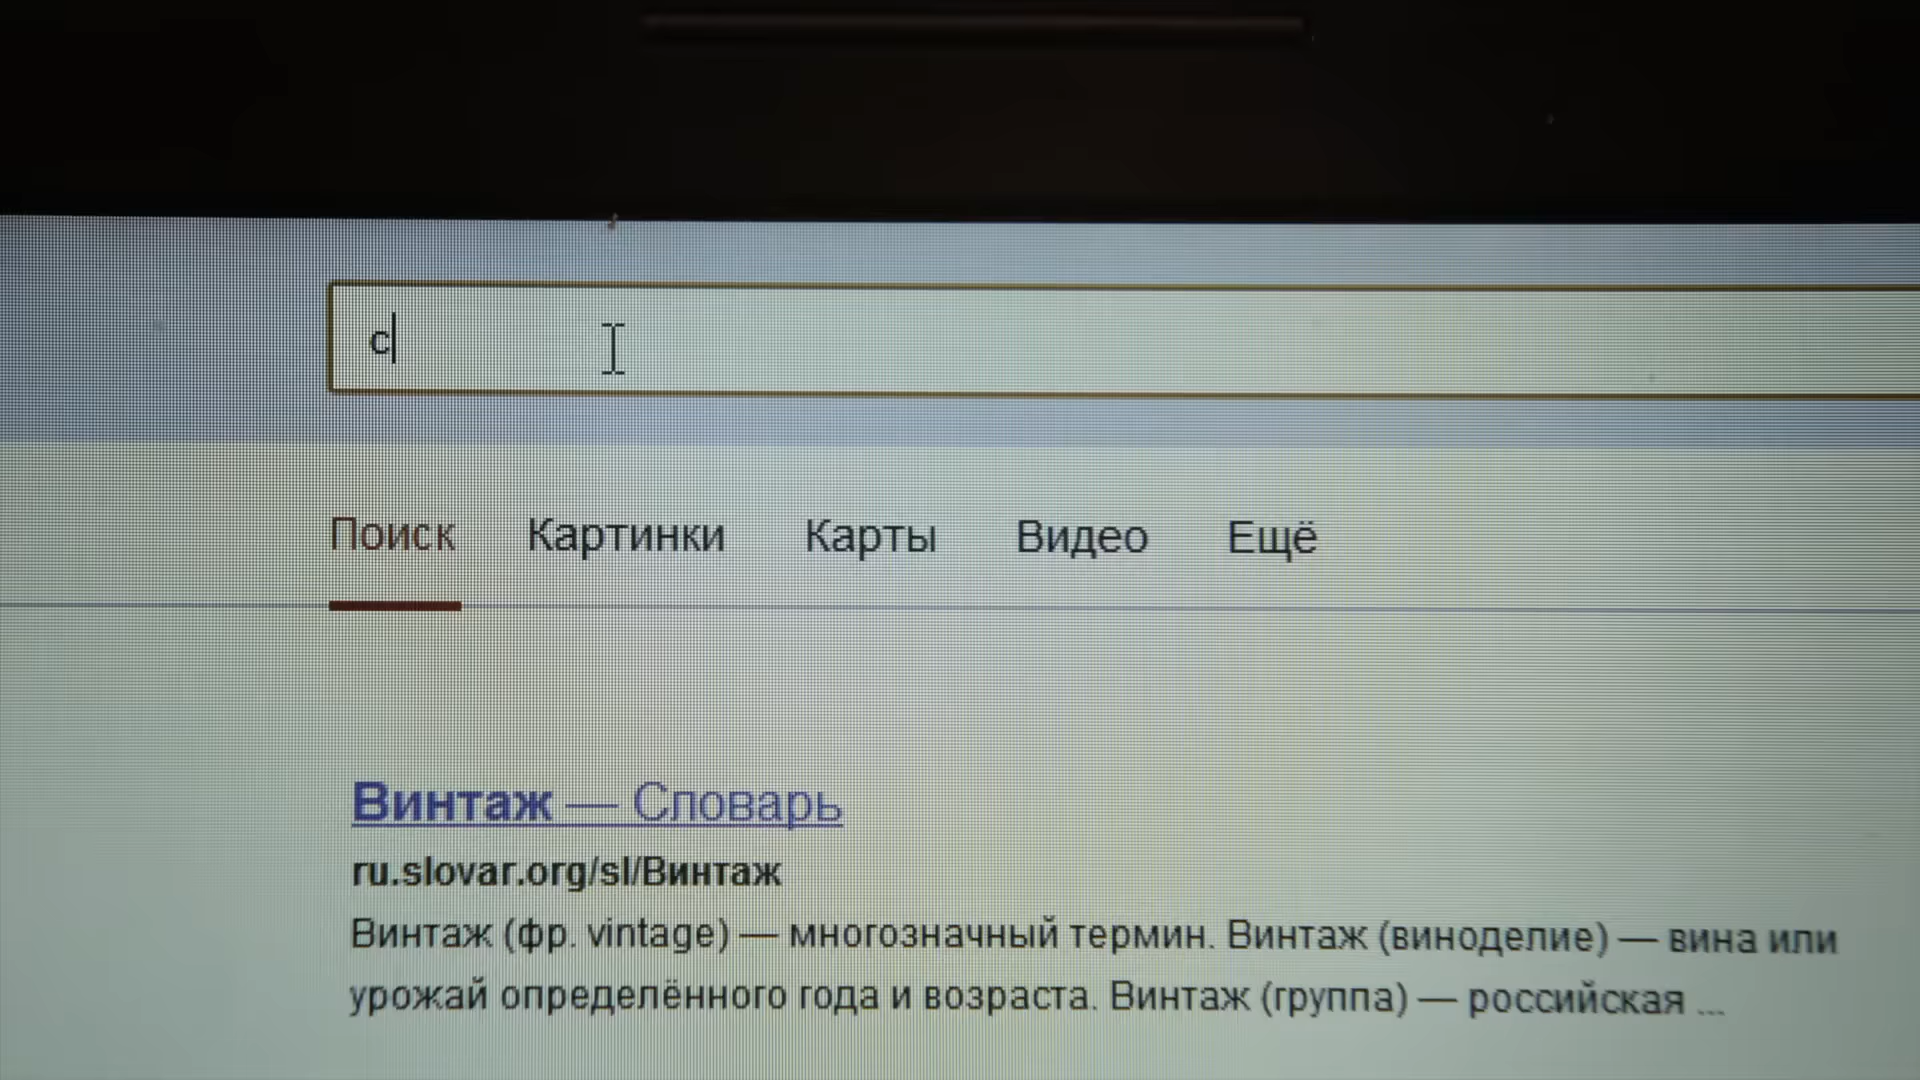 с
Поиск Картинки Карты Видео Ещё
Винтаж — Словарь
ru.slovar.org/sl/Винтаж
Винтаж (фр. vintage) — многозначный термин. Винтаж (виноделие) — вина или
урожай определённого года и возраста. Винтаж (группа) — российская ...